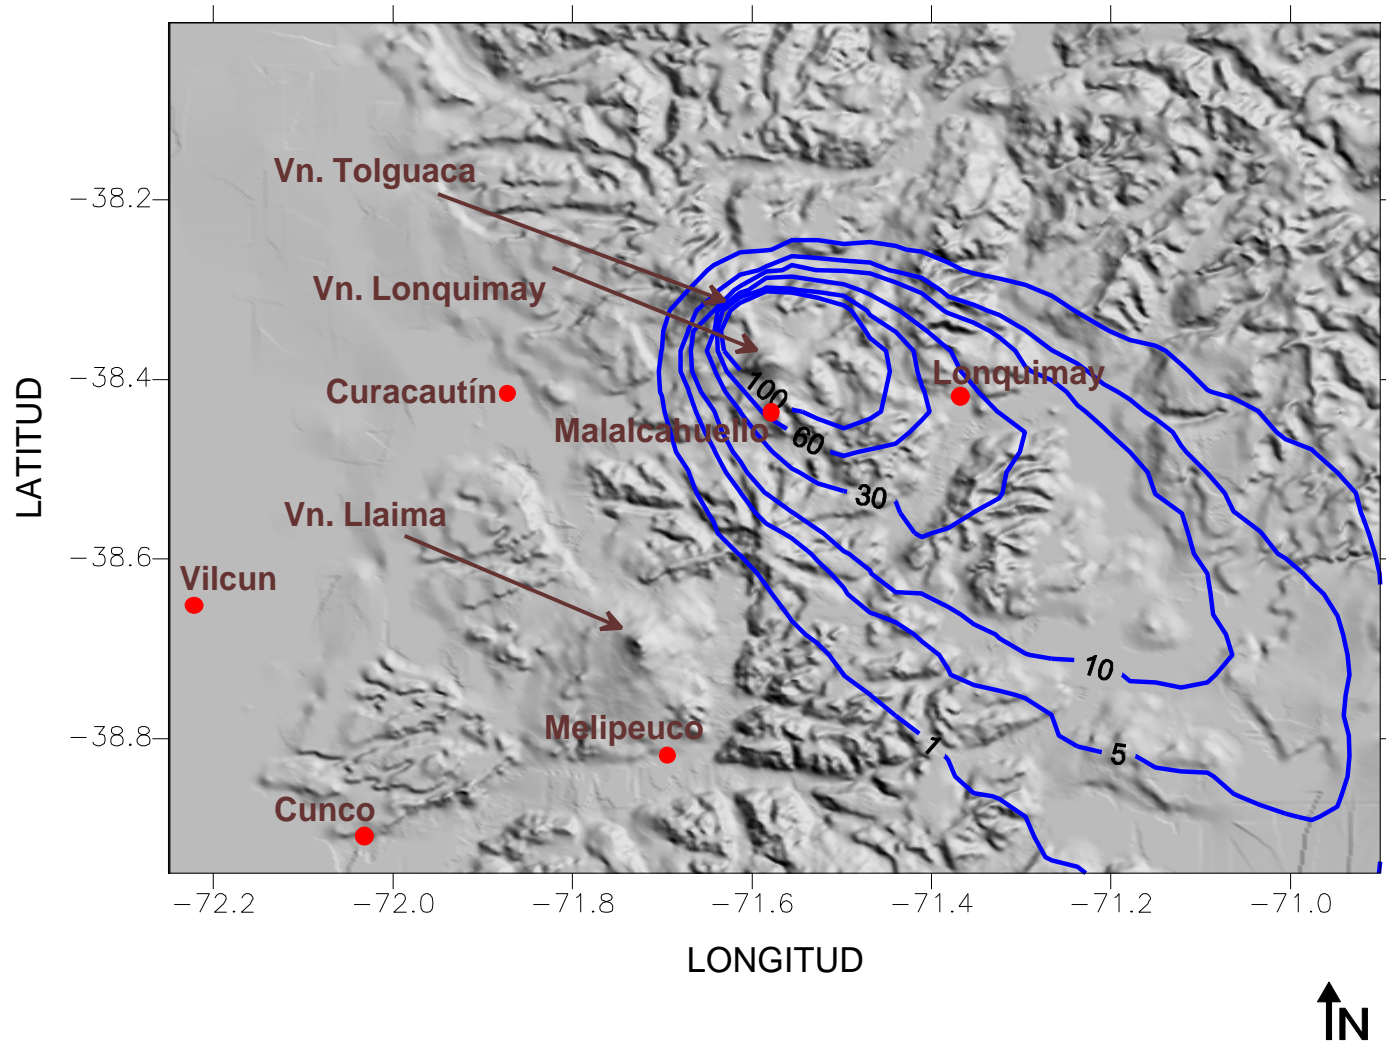 Vn. Tolguaca
−38.2
Vn. Lonquimay
Lonquimay
−38.4
100
Curacautín
Malalcahuello
60
30
LATITUD
Vn. Llaima
−38.6
Vilcun
10
Melipeuco
−38.8
1
5
Cunco
−72.2
−72.0
−71.8
−71.6
−71.4
−71.2
−71.0
LONGITUD
N